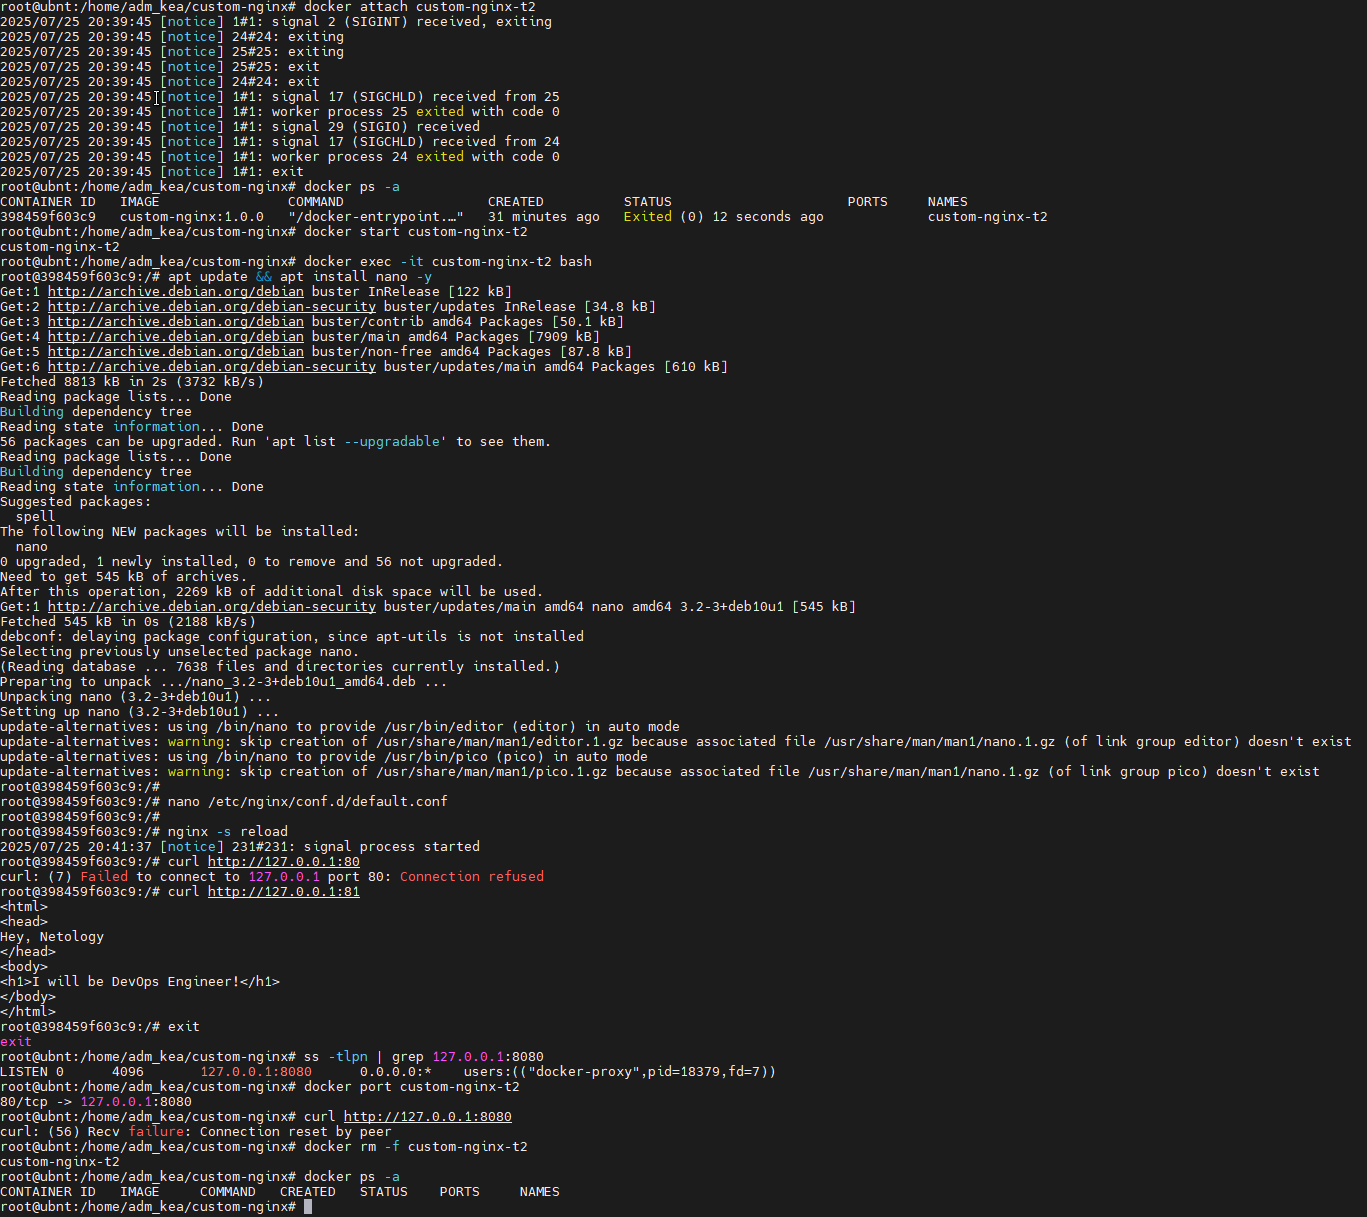 root@ubnt:/home/adm_kea/custom-nginx# docker attach custom-nginx-t2
2025/07/25 20:39:45 [notice] 1#1: signal 2 (SIGINT) received, exiting
2025/07/25 20:39:45 [notice] 24#24: exiting
2025/07/25 20:39:45 [notice] 25#25: exiting
2025/07/25 20:39:45 [notice] 25#25: exit
2025/07/25 20:39:45 [notice] 24#24: exit
2025/07/25 20:39:45 [notice] 1#1: signal 17 (SIGCHLD) received from 25
2025/07/25 20:39:45 [notice] 1#1: worker process 25 exited with code 0
2025/07/25 20:39:45 [notice] 1#1: signal 29 (SIGIO) received
2025/07/25 20:39:45 [notice] 1#1: signal 17 (SIGCHLD) received from 24
2025/07/25 20:39:45 [notice] 1#1: worker process 24 exited with code 0
2025/07/25 20:39:45 [notice] 1#1: exit
root@ubnt:/home/adm_kea/custom-nginx# docker ps -a
CONTAINER ID   IMAGE                COMMAND                  CREATED          STATUS                      PORTS     NAMES
398459f603c9   custom-nginx:1.0.0   "/docker-entrypoint.…"   31 minutes ago   Exited (0) 12 seconds ago             custom-nginx-t2
root@ubnt:/home/adm_kea/custom-nginx# docker start custom-nginx-t2
custom-nginx-t2
root@ubnt:/home/adm_kea/custom-nginx# docker exec -it custom-nginx-t2 bash
root@398459f603c9:/# apt update && apt install nano -y
Get:1 http://archive.debian.org/debian buster InRelease [122 kB]
Get:2 http://archive.debian.org/debian-security buster/updates InRelease [34.8 kB]
Get:3 http://archive.debian.org/debian buster/contrib amd64 Packages [50.1 kB]
Get:4 http://archive.debian.org/debian buster/main amd64 Packages [7909 kB]
Get:5 http://archive.debian.org/debian buster/non-free amd64 Packages [87.8 kB]
Get:6 http://archive.debian.org/debian-security buster/updates/main amd64 Packages [610 kB]
Fetched 8813 kB in 2s (3732 kB/s)
Reading package lists... Done
Building dependency tree
Reading state information... Done
56 packages can be upgraded. Run 'apt list --upgradable' to see them.
Reading package lists... Done
Building dependency tree
Reading state information... Done
Suggested packages:
  spell
The following NEW packages will be installed:
  nano
0 upgraded, 1 newly installed, 0 to remove and 56 not upgraded.
Need to get 545 kB of archives.
After this operation, 2269 kB of additional disk space will be used.
Get:1 http://archive.debian.org/debian-security buster/updates/main amd64 nano amd64 3.2-3+deb10u1 [545 kB]
Fetched 545 kB in 0s (2188 kB/s)
debconf: delaying package configuration, since apt-utils is not installed
Selecting previously unselected package nano.
(Reading database ... 7638 files and directories currently installed.)
Preparing to unpack .../nano_3.2-3+deb10u1_amd64.deb ...
Unpacking nano (3.2-3+deb10u1) ...
Setting up nano (3.2-3+deb10u1) ...
update-alternatives: using /bin/nano to provide /usr/bin/editor (editor) in auto mode
update-alternatives: warning: skip creation of /usr/share/man/man1/editor.1.gz because associated file /usr/share/man/man1/nano.1.gz (of link group editor) doesn't exist
update-alternatives: using /bin/nano to provide /usr/bin/pico (pico) in auto mode
update-alternatives: warning: skip creation of /usr/share/man/man1/pico.1.gz because associated file /usr/share/man/man1/nano.1.gz (of link group pico) doesn't exist
root@398459f603c9:/#
root@398459f603c9:/# nano /etc/nginx/conf.d/default.conf
root@398459f603c9:/#
root@398459f603c9:/# nginx -s reload
2025/07/25 20:41:37 [notice] 231#231: signal process started
root@398459f603c9:/# curl http://127.0.0.1:80
curl: (7) Failed to connect to 127.0.0.1 port 80: Connection refused
root@398459f603c9:/# curl http://127.0.0.1:81
<html>
<head>
Hey, Netology
</head>
<body>
<h1>I will be DevOps Engineer!</h1>
</body>
</html>
root@398459f603c9:/# exit
exit
root@ubnt:/home/adm_kea/custom-nginx# ss -tlpn | grep 127.0.0.1:8080
LISTEN 0      4096       127.0.0.1:8080      0.0.0.0:*    users:(("docker-proxy",pid=18379,fd=7))
root@ubnt:/home/adm_kea/custom-nginx# docker port custom-nginx-t2
80/tcp -> 127.0.0.1:8080
root@ubnt:/home/adm_kea/custom-nginx# curl http://127.0.0.1:8080
curl: (56) Recv failure: Connection reset by peer
root@ubnt:/home/adm_kea/custom-nginx# docker rm -f custom-nginx-t2
custom-nginx-t2
root@ubnt:/home/adm_kea/custom-nginx# docker ps -a
CONTAINER ID   IMAGE     COMMAND   CREATED   STATUS    PORTS     NAMES
root@ubnt:/home/adm_kea/custom-nginx#